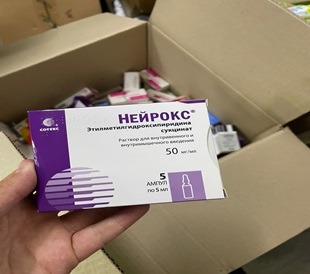 НЕЙРОКС®
Этилметилгидроксипиридина
сукцинат
Раствор для внутривенного и
внутримышечного введения
50 мг/мл
СОТЕКС
5
АМПУЛ
по 5 мл